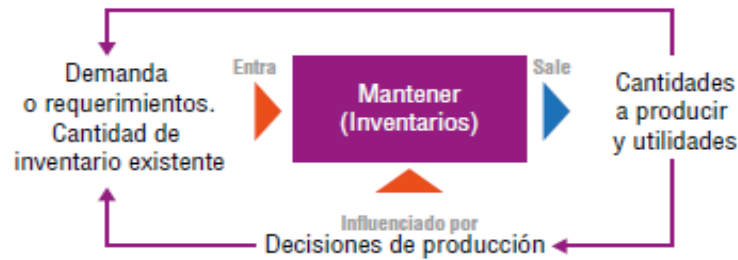 Entra
Demanda
o requerimientos.
Cantidad de
inventario existente
Mantener
(Inventarios)
Sale
Cantidades
a producir
y utilidades
Influenciado por
Decisiones de producción